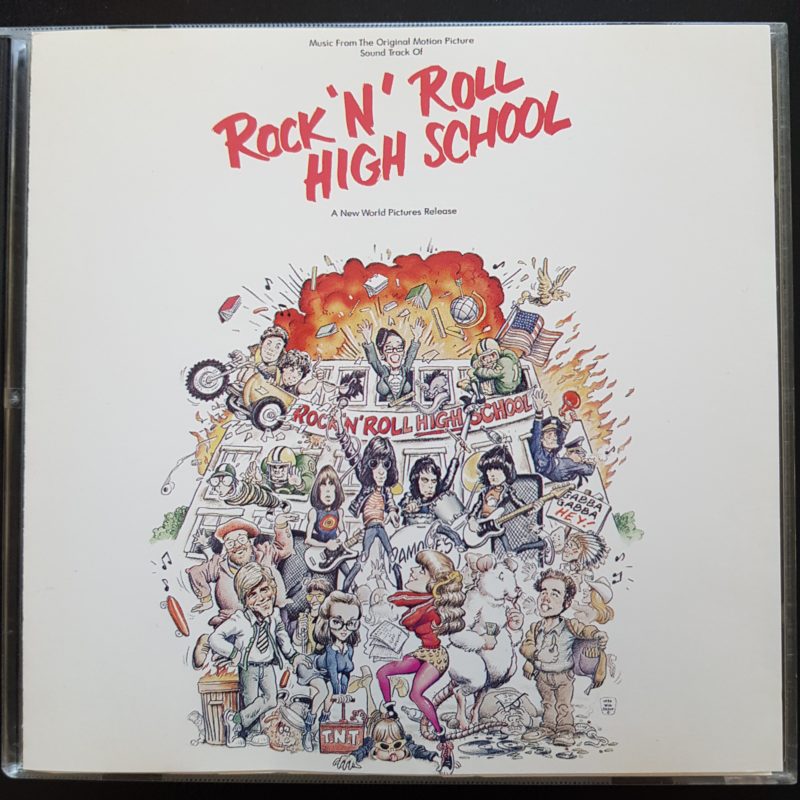 Music From The Original Motion Picture
Sound Track Of
ROCK 'N' ROLL
HIGH SCHOOL
A New World Pictures Release
ROCK 'N' ROLL HIGH SCHOOL
GABBA
GABBA
HEY!
RAMONES
T.N.T